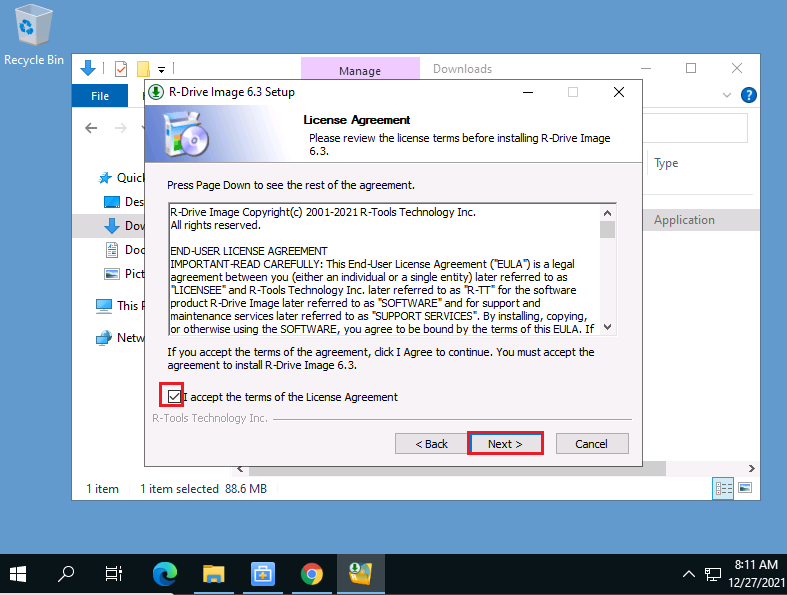 Recycle Bin
Manage
Downloads
File
R-Drive Image 6.3 Setup
License Agreement
Please review the license terms before installing R-Drive Image
6.3.
Type
Press Page Down to see the rest of the agreement.
Quick
Des
Dow
Doc
Pict
This P
Netw
Application
R-Drive Image Copyright(c) 2001-2021 R-Tools Technology Inc.
All rights reserved.
END-USER LICENSE AGREEMENT
IMPORTANT-READ CAREFULLY: This End-User License Agreement ("EULA") is a legal
agreement between you (either an individual or a single entity) later referred to as
"LICENSEE" and R-Tools Technology Inc. later referred to as "R-TT" for the software
product R-Drive Image later referred to as "SOFTWARE" and for support and
maintenance services later referred to as "SUPPORT SERVICES". By installing, copying,
or otherwise using the SOFTWARE, you agree to be bound by the terms of this EULA. If
If you accept the terms of the agreement, click I Agree to continue. You must accept the
agreement to install R-Drive Image 6.3.
I accept the terms of the License Agreement
R-Tools Technology Inc.
< Back
Next >
Cancel
1 item
1 item selected 88.6 MB
8:11 AM
12/27/2021